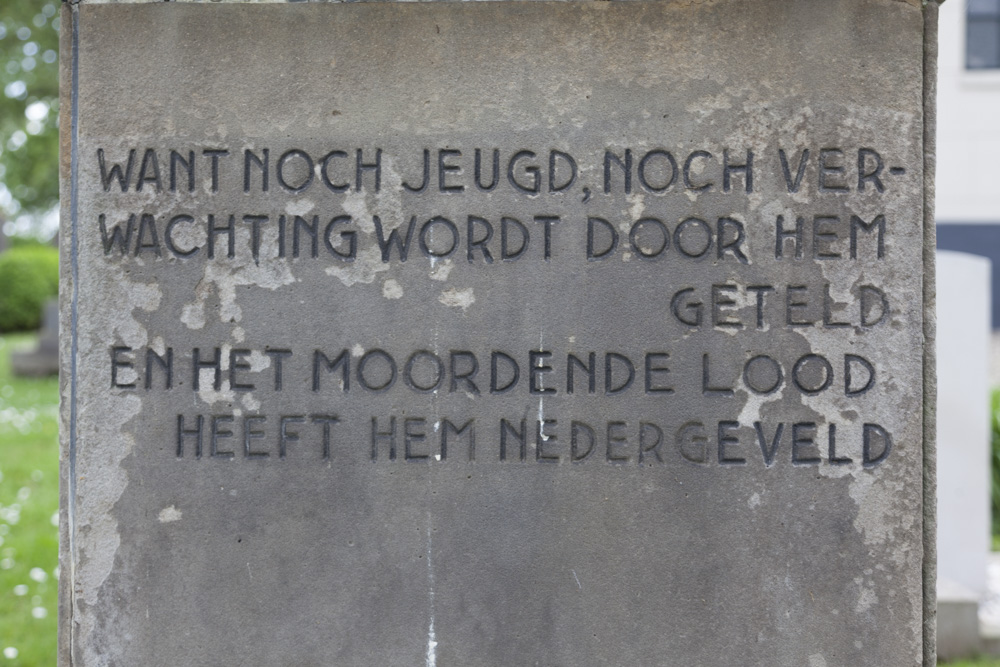 WANT NOCH JEUGD, NOCH VER-
WACHTING WORDT DOOR HEM
GETELD
EN HET MOORDENDE LOOD
HEEFT HEM NEDERGEVELD